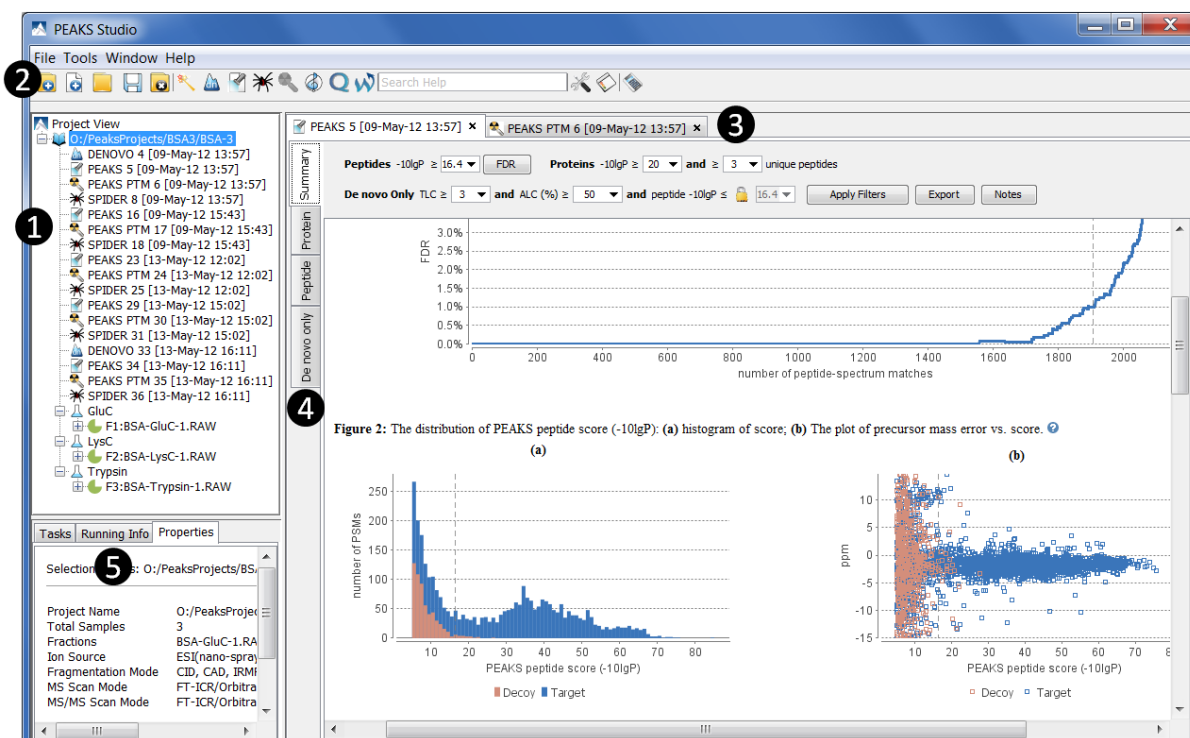 PEAKS Studio
File Tools Window Help
2
Search Help
Project View
O:/PeaksProjects/BSA3/BSA-3
DENOVO 4 [09-May-12 13:57]
PEAKS 5 [09-May-12 13:57]
PEAKS PTM 6 [09-May-12 13:57]
SPIDER 8 [09-May-12 13:57]
PEAKS 16 [09-May-12 15:43]
1
PEAKS PTM 17 [09-May-12 15:43]
SPIDER 18 [09-May-12 15:43]
PEAKS 23 [13-May-12 12:02]
PEAKS PTM 24 [13-May-12 12:02]
SPIDER 25 [13-May-12 12:02]
PEAKS 29 [13-May-12 15:02]
PEAKS PTM 30 [13-May-12 15:02]
SPIDER 31 [13-May-12 15:02]
DENOVO 33 [13-May-12 16:11]
PEAKS 34 [13-May-12 16:11]
PEAKS PTM 35 [13-May-12 16:11]
SPIDER 36 [13-May-12 16:11]
GluC
F1:BSA-GluC-1.RAW
LysC
F2:BSA-LysC-1.RAW
Trypsin
F3:BSA-Trypsin-1.RAW
Tasks Running Info Properties
5
O:/PeaksProjects/BS
Project Name O:/PeaksProjec
Total Samples 3
Fractions BSA-GluC-1.RA
Ion Source ESI(nano-spray
Fragmentation Mode CID, CAD, IRM
MS Scan Mode FT-ICR/Orbitra
MS/MS Scan Mode FT-ICR/Orbitra
PEAKS 5 [09-May-12 13:57] × PEAKS PTM 6 [09-May-12 13:57] ×
3
Summary
Protein
Peptide
De novo only
4
Peptides -10lgP ≥ 16.4 FDR Proteins -10lgP ≥ 20 and ≥ 3 unique peptides
De novo Only TLC ≥ 3 and ALC (%) ≥ 50 and peptide -10lgP ≤ 16.4 Apply Filters Export Notes
FDR
3.0%
2.5%
2.0%
1.5%
1.0%
0.5%
0.0%
0 200 400 600 800 1000 1200 1400 1600 1800 2000
number of peptide-spectrum matches
Figure 2: The distribution of PEAKS peptide score (-10lgP): (a) histogram of score; (b) The plot of precursor mass error vs. score.
(a)
number of PSMs
250
200
150
100
50
0
10 20 30 40 50 60 70 80
PEAKS peptide score (-10lgP)
Decoy Target
(b)
ppm
10
5
0
-5
-10
-15
10 20 30 40 50 60 70
PEAKS peptide score (-10lgP)
Decoy Target